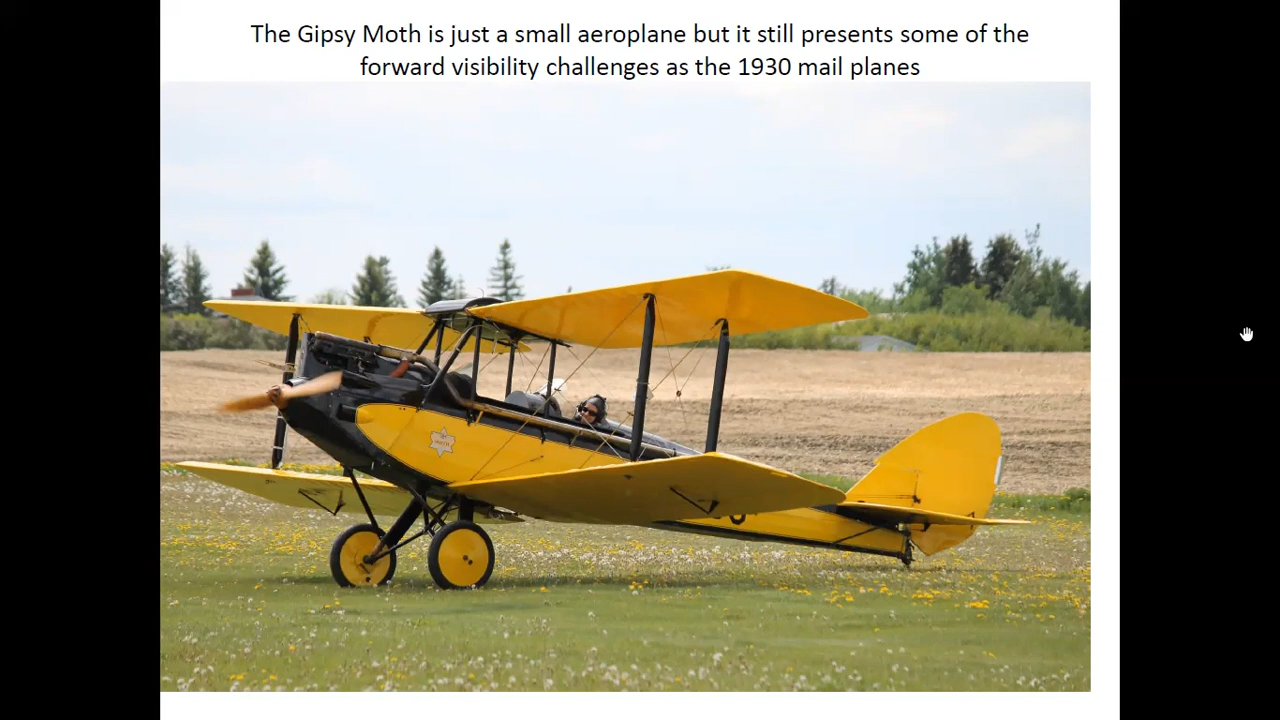 The Gipsy Moth is just a small aeroplane but it still presents some of the
forward visibility challenges as the 1930 mail planes